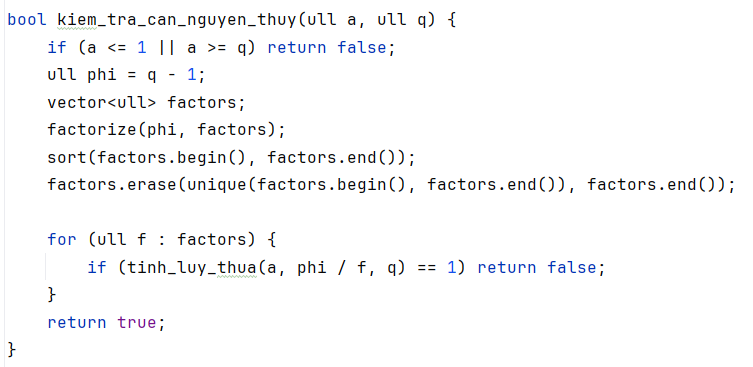 bool kiem_tra_can_nguyen_thuy(ull a, ull q) {
    if (a <= 1 || a >= q) return false;
    ull phi = q - 1;
    vector<ull> factors;
    factorize(phi, factors);
    sort(factors.begin(), factors.end());
    factors.erase(unique(factors.begin(), factors.end()), factors.end());

    for (ull f : factors) {
        if (tinh_luy_thua(a, phi / f, q) == 1) return false;
    }
    return true;
}